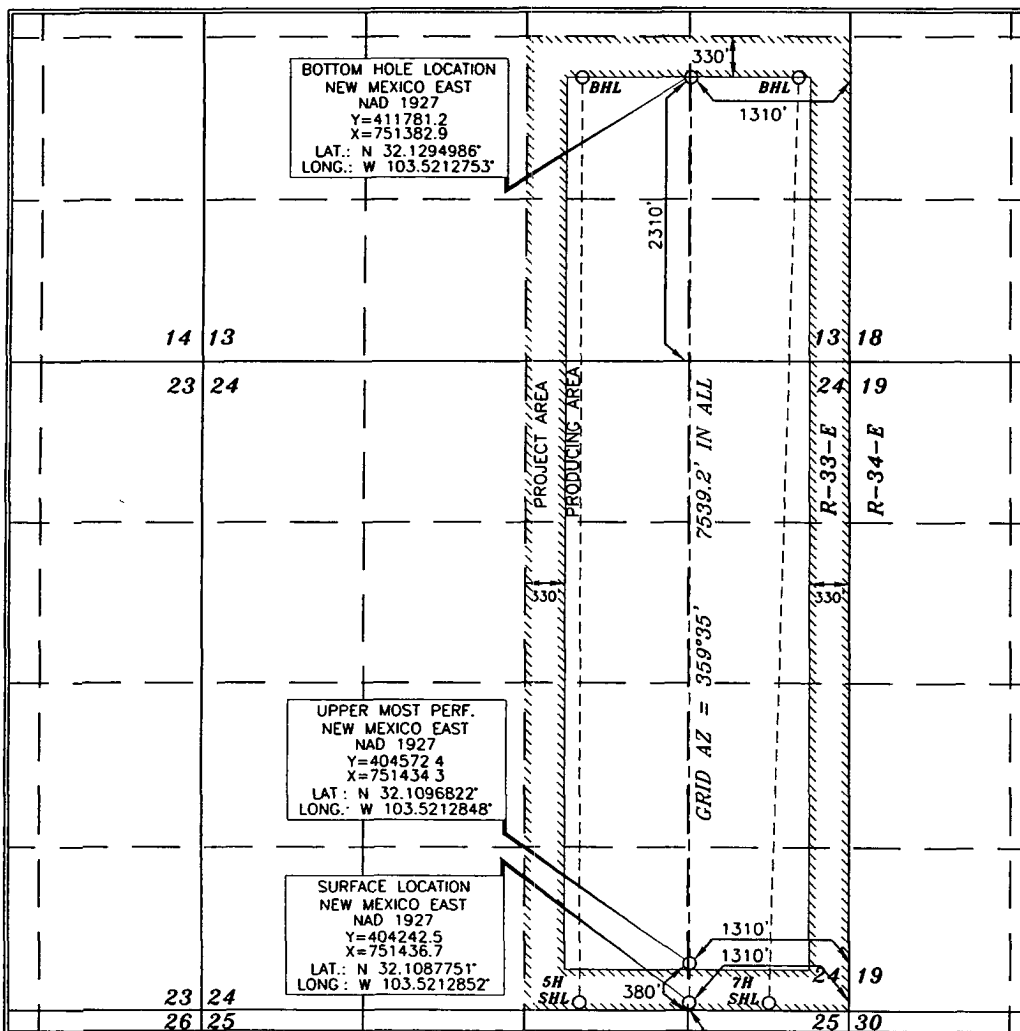 330'
BOTTOM HOLE LOCATION
NEW MEXICO EAST
NAD 1927
Y=411781.2
X=751382.9
LAT.: N 32.1294986°
LONG.: W 103.5212753°
BHL
BHL
1310'
2310'
14 13
13 18
23 24
24 19
PROJECT AREA
PRODUCING AREA
7539.2' IN ALL
R-33-E
R-34-E
330'
330'
GRID AZ = 359°35'
UPPER MOST PERF.
NEW MEXICO EAST
NAD 1927
Y=404572 4
X=751434 3
LAT : N 32.1096822°
LONG.: W 103.5212848°
SURFACE LOCATION
NEW MEXICO EAST
NAD 1927
Y=404242.5
X=751436.7
LAT.: N 32.1087751°
LONG : W 103.5212852°
1310'
1310'
24 19
5H
SHL
380'
7H
SHL
23 24
26 25
25 30